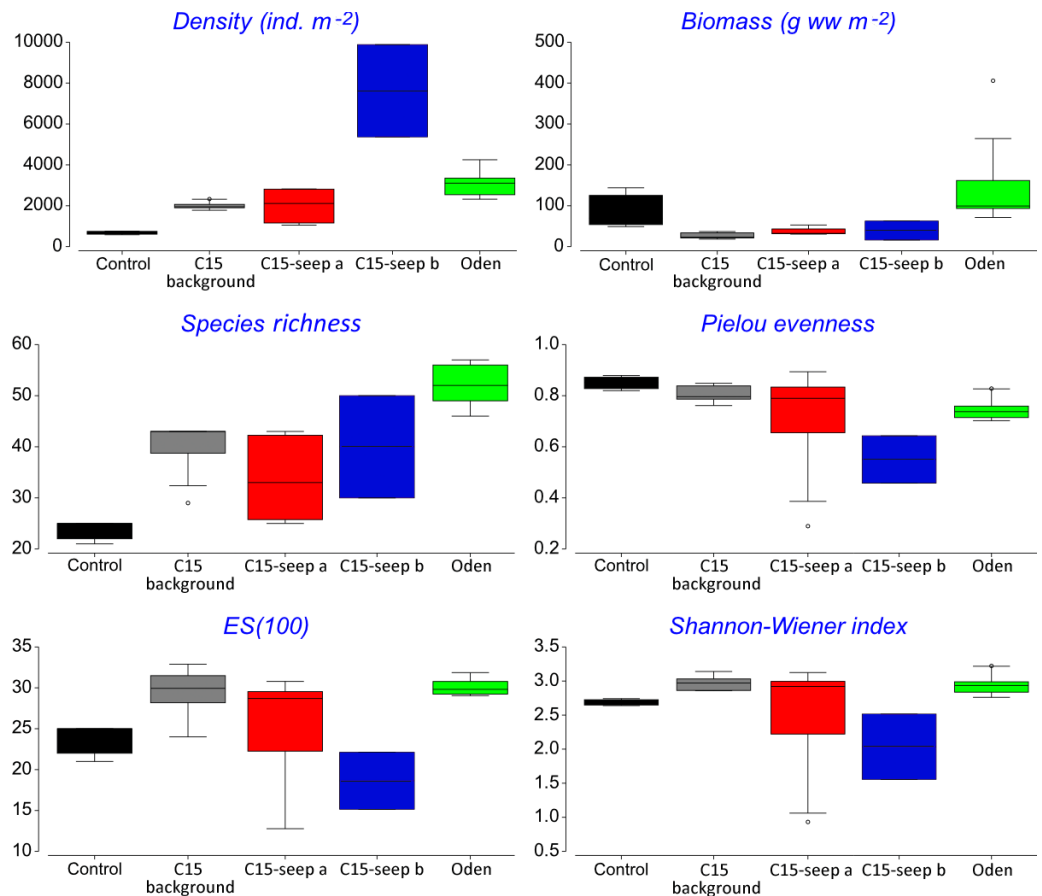 Density (ind. m-2)
10000
8000
6000
4000
2000
0
Control
C15
background
C15-seep a
C15-seep b
Oden
Biomass (g ww m-2)
500
400
300
200
100
0
Control
C15
background
C15-seep a
C15-seep b
Oden
Species richness
60
50
40
30
20
Control
C15
background
C15-seep a
C15-seep b
Oden
Pielou evenness
1.0
0.8
0.6
0.4
0.2
Control
C15
background
C15-seep a
C15-seep b
Oden
ES(100)
35
30
25
20
15
10
Control
C15
background
C15-seep a
C15-seep b
Oden
Shannon-Wiener index
3.5
3.0
2.5
2.0
1.5
1.0
0.5
Control
C15
background
C15-seep a
C15-seep b
Oden